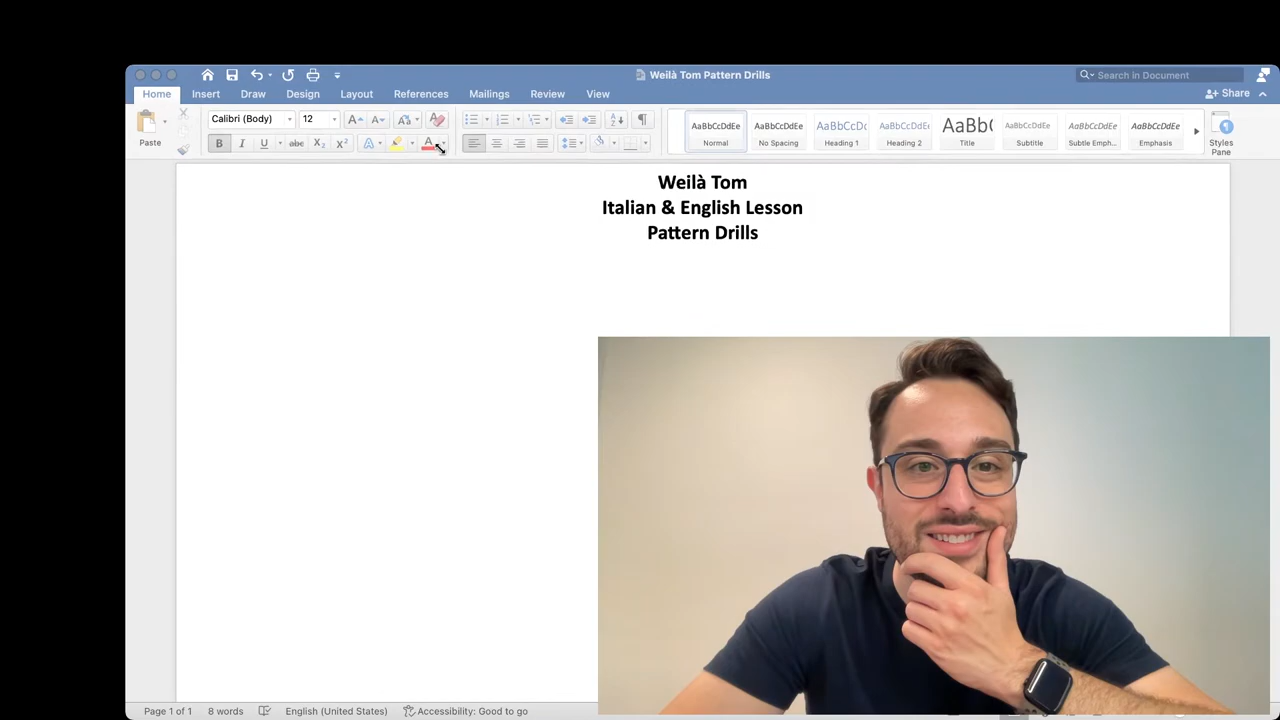 Weilà Tom Pattern Drills
Search in Document
Home Insert Draw Design Layout References Mailings Review View
Share
Paste
Calibri (Body) 12
AaBbCcDdEe AaBbCcDdEe AaBbCcDc AaBbCcDdEe AaBbC AaBbCcDdEe AaBbCcDdEe AaBbCcDdEe
Normal No Spacing Heading 1 Heading 2 Title Subtitle Subtle Emph... Emphasis
Styles
Pane
Weilà Tom
Italian & English Lesson
Pattern Drills
Page 1 of 1 8 words English (United States) Accessibility: Good to go